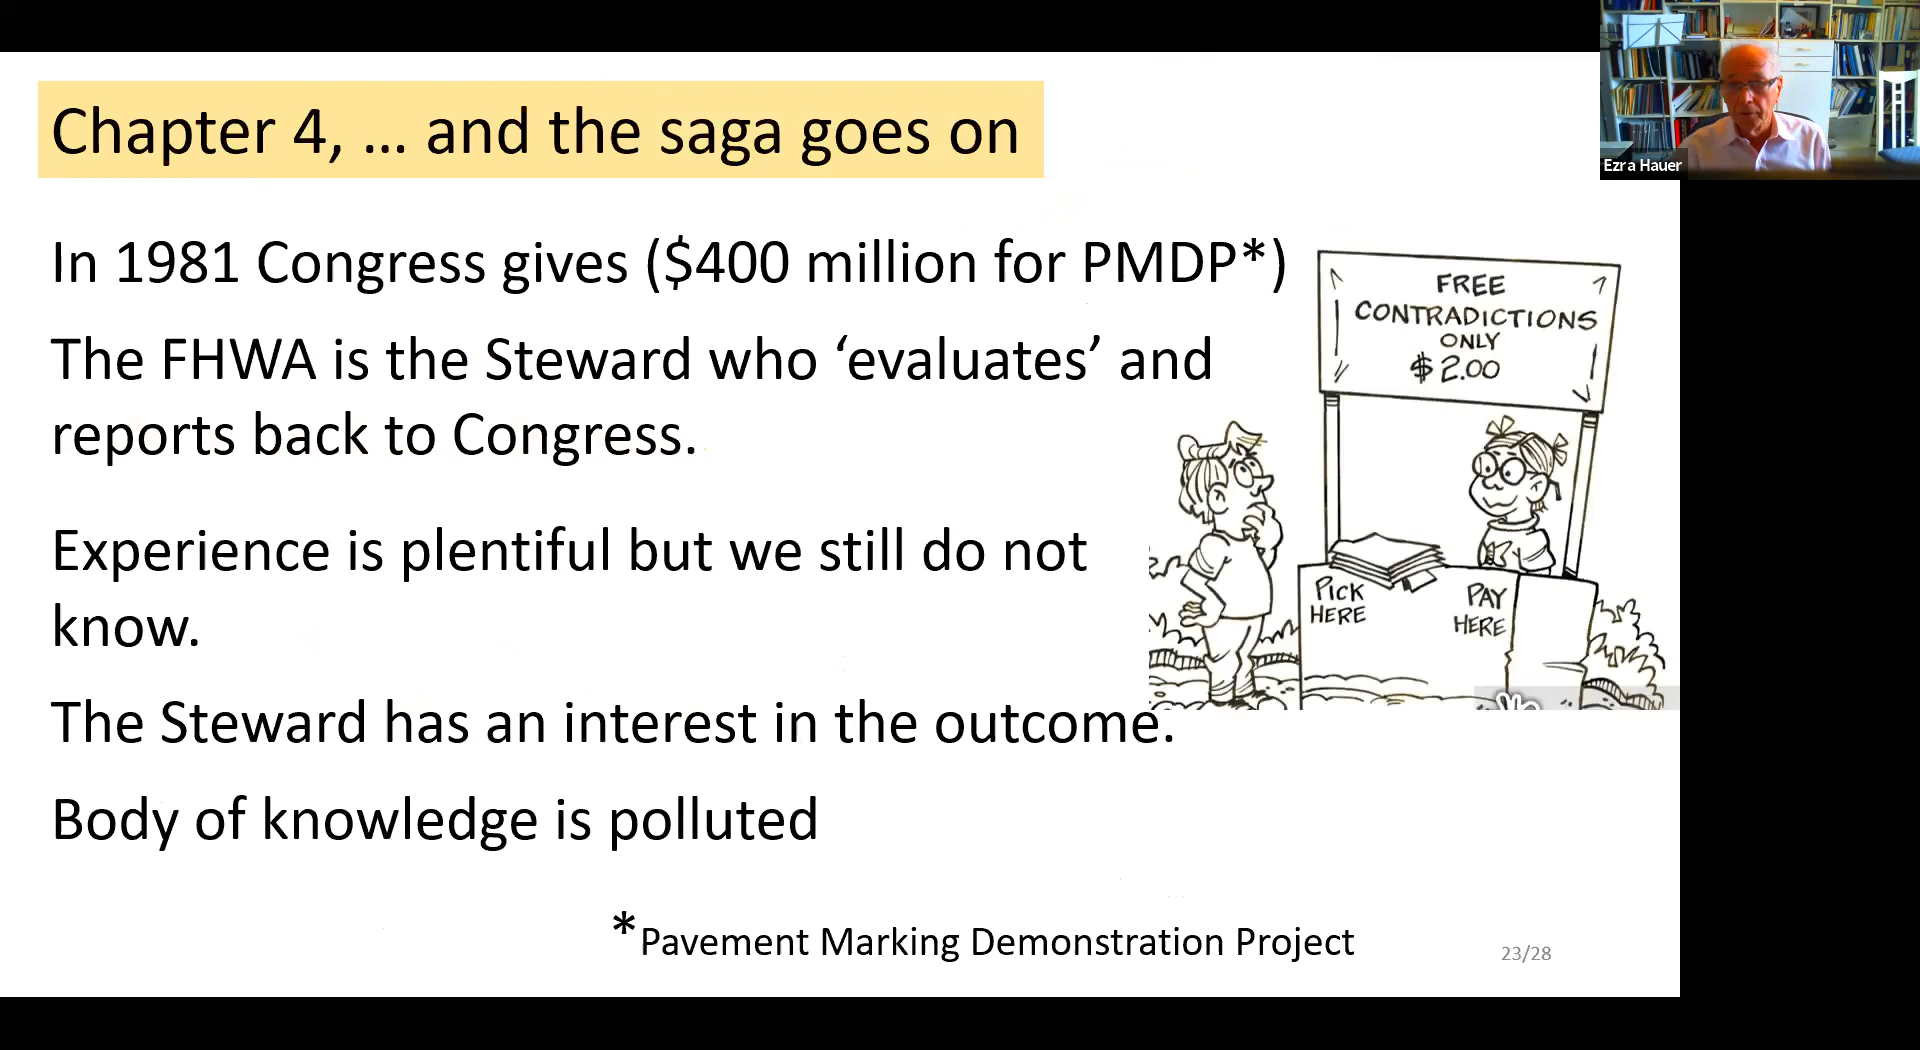 Chapter 4, ... and the saga goes on
Ezra Hauer
In 1981 Congress gives ($400 million for PMDP*)
The FHWA is the Steward who ‘evaluates’ and
reports back to Congress.
Experience is plentiful but we still do not
know.
The Steward has an interest in the outcome.
Body of knowledge is polluted
FREE
CONTRADICTIONS
ONLY
$2.00
PICK
HERE
PAY
HERE
*Pavement Marking Demonstration Project
23/28